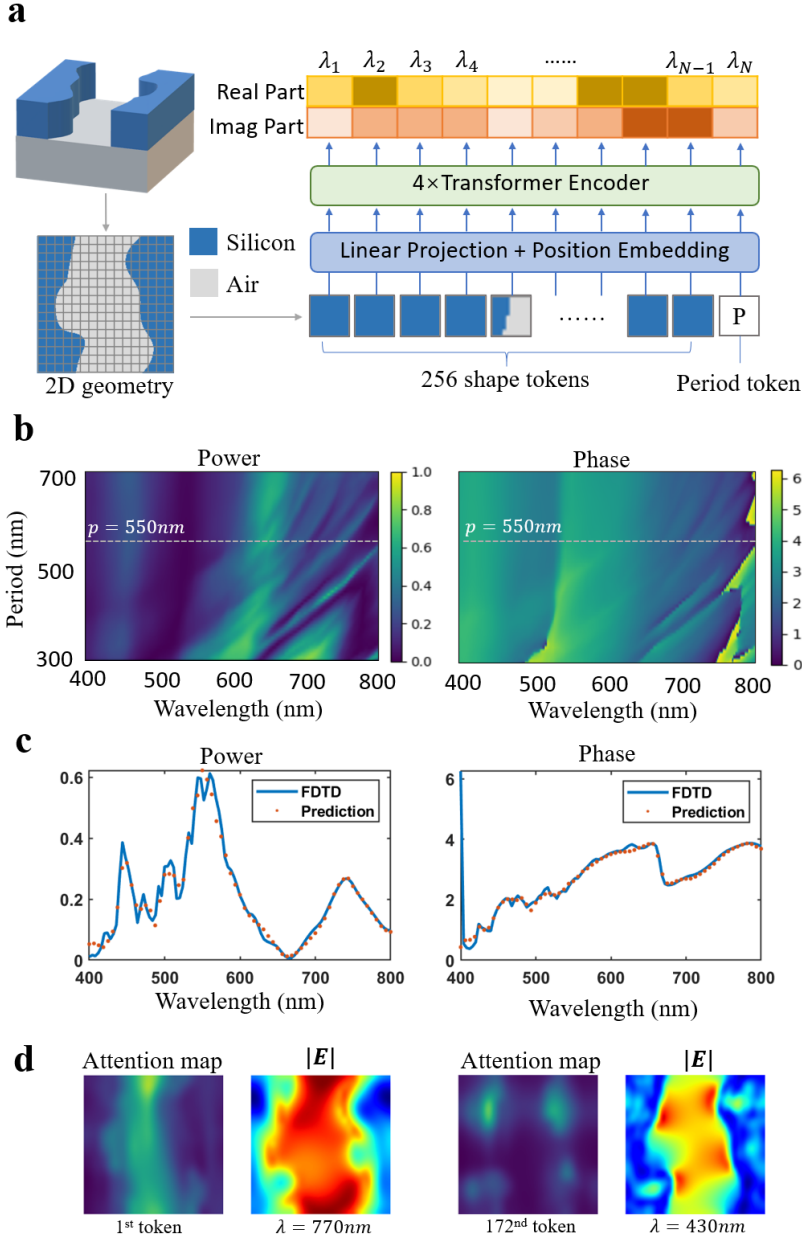 a
λ₁ λ₂ λ₃ λ₄ ...... λ_{N−1} λ_N
Real Part
Imag Part
4×Transformer Encoder
Linear Projection + Position Embedding
Silicon
Air
P
......
2D geometry
256 shape tokens
Period token
b
Power
Phase
700
500
300
Period (nm)
p = 550nm
400 500 600 700 800
Wavelength (nm)
1.0
0.8
0.6
0.4
0.2
0.0
p = 550nm
400 500 600 700 800
Wavelength (nm)
6
5
4
3
2
1
0
c
Power
Phase
0.6
0.4
0.2
0
FDTD
Prediction
400 500 600 700 800
Wavelength (nm)
6
4
2
0
FDTD
Prediction
400 500 600 700 800
Wavelength (nm)
d
Attention map |E| Attention map |E|
1st token λ = 770nm 172nd token λ = 430nm